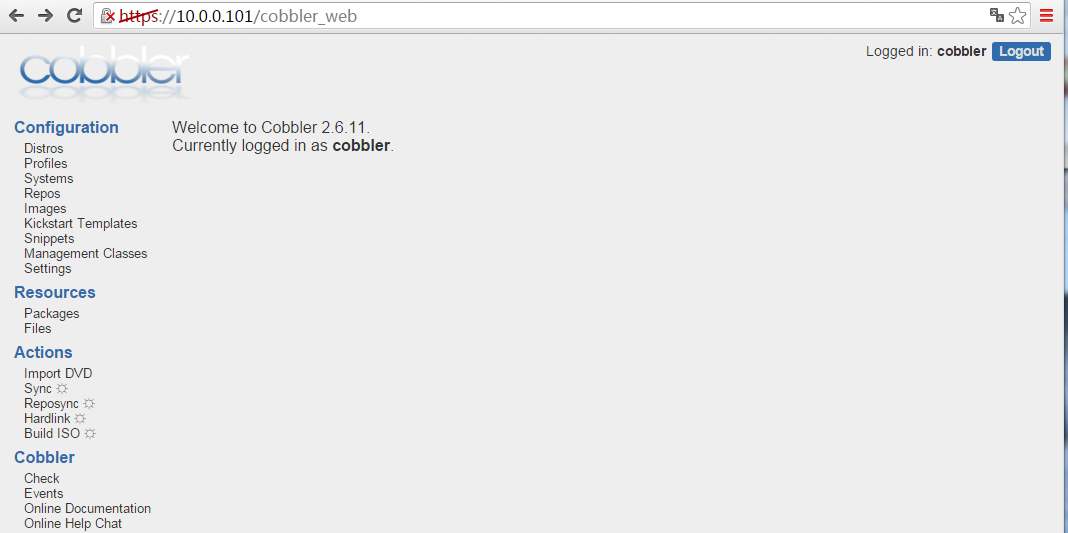 https://10.0.0.101/cobbler_web
Logged in: cobbler Logout
cobbler
Configuration
Distros
Profiles
Systems
Repos
Images
Kickstart Templates
Snippets
Management Classes
Settings
Resources
Packages
Files
Actions
Import DVD
Sync
Reposync
Hardlink
Build ISO
Cobbler
Check
Events
Online Documentation
Online Help Chat
Welcome to Cobbler 2.6.11.
Currently logged in as cobbler.